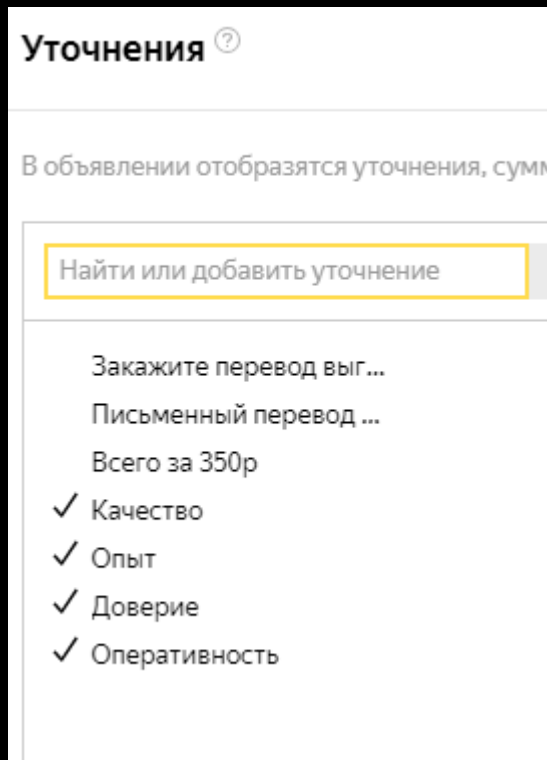 Уточнения ?
В объявлении отобразятся уточнения,
Найти или добавить уточнение
Закажите перевод выг...
Письменный перевод ...
Всего за 350р
Качество
Опыт
Доверие
Оперативность